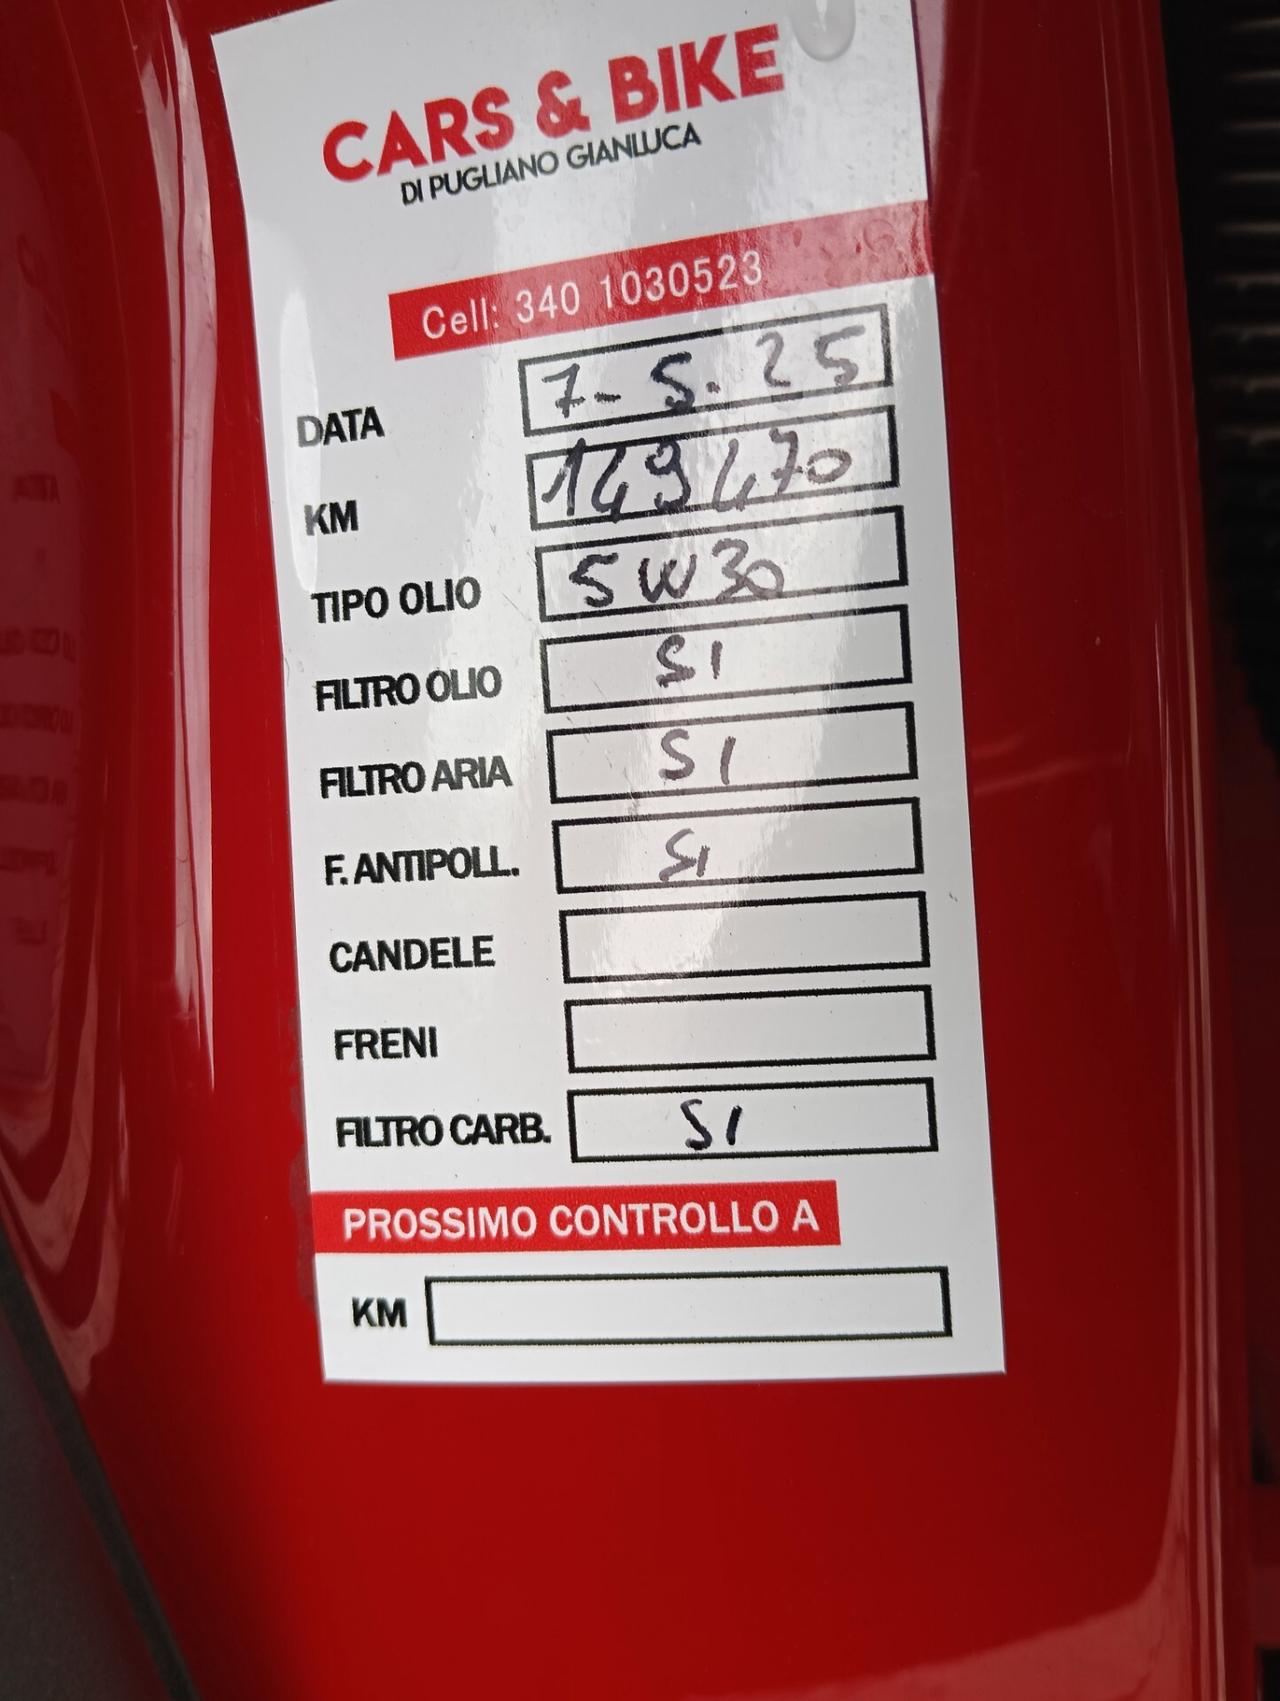 CARS & BIKE
DI PUGLIANO GIANLUCA
Cell: 340 1030523
DATA 7-5.25
KM 149470
TIPO OLIO 5W30
FILTRO OLIO SI
FILTRO ARIA SI
F. ANTIPOLL. SI
CANDELE
FRENI
FILTRO CARB. SI
PROSSIMO CONTROLLO A
KM